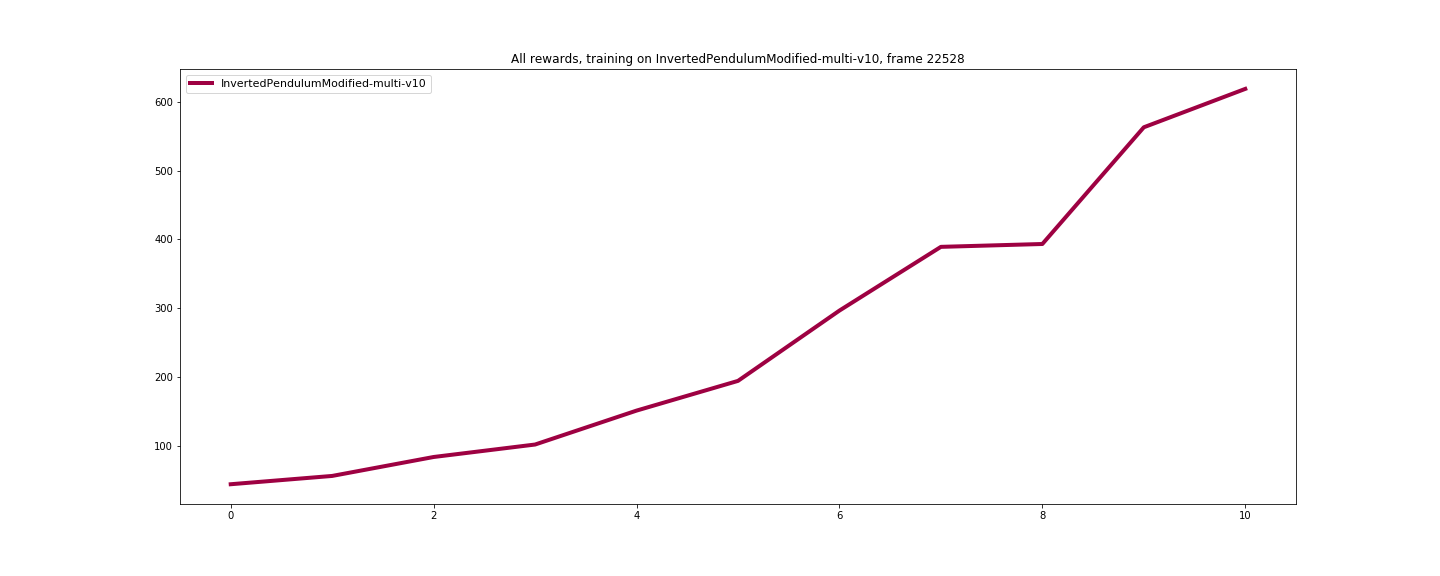 All rewards, training on InvertedPendulumModified-multi-v10, frame 22528
InvertedPendulumModified-multi-v10
600
500
400
300
200
100
0 2 4 6 8 10